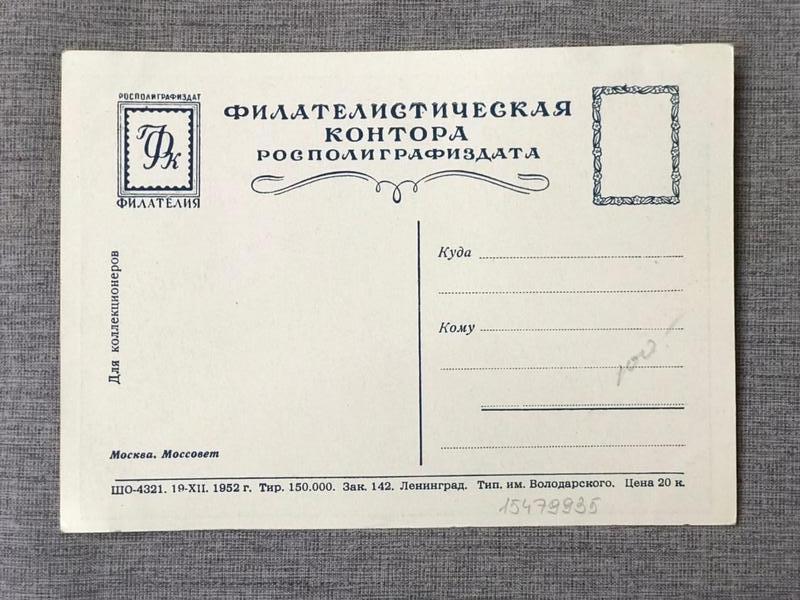 РОСПОЛИГРАФИЗДАТ
ФК
ФИЛАТЕЛИЯ
ФИЛАТЕЛИСТИЧЕСКАЯ
КОНТОРА
РОСПОЛИГРАФИЗДАТА
Для коллекционеров
Куда
Кому
100
Москва. Моссовет
ШО-4321. 19-XII. 1952 г. Тир. 150.000. Зак. 142. Ленинград. Тип. им. Володарского. Цена 20 к.
15479935